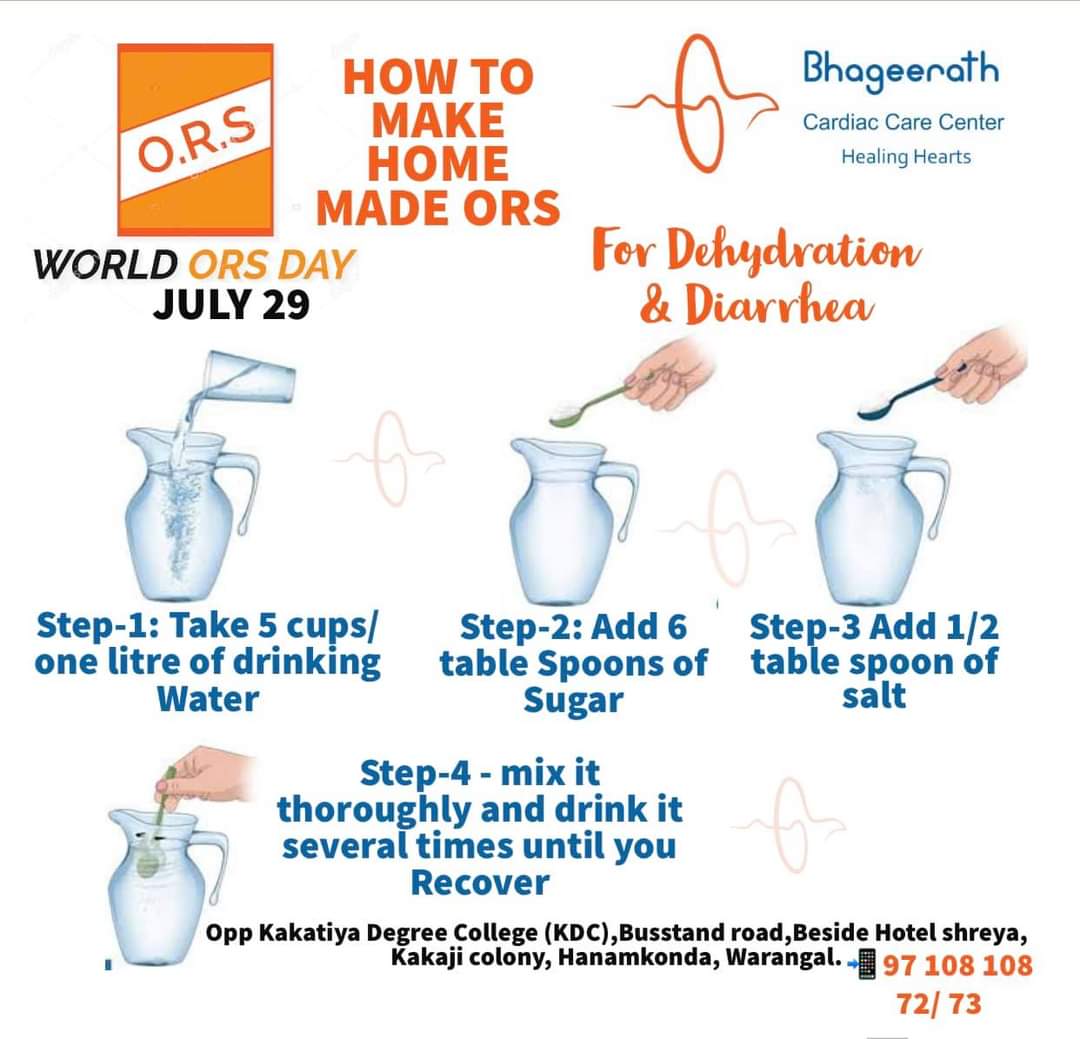 O.R.S
HOW TO
MAKE
HOME
MADE ORS
WORLD ORS DAY
JULY 29
Bhageerath
Cardiac Care Center
Healing Hearts
For Dehydration
& Diarrhea
Step-1: Take 5 cups/
one litre of drinking
Water
Step-2: Add 6
table Spoons of
Sugar
Step-3 Add 1/2
table spoon of
salt
Step-4 - mix it
thoroughly and drink it
several times until you
Recover
Opp Kakatiya Degree College (KDC),Busstand road,Beside Hotel shreya,
Kakaji colony, Hanamkonda, Warangal. 97 108 108
72/ 73